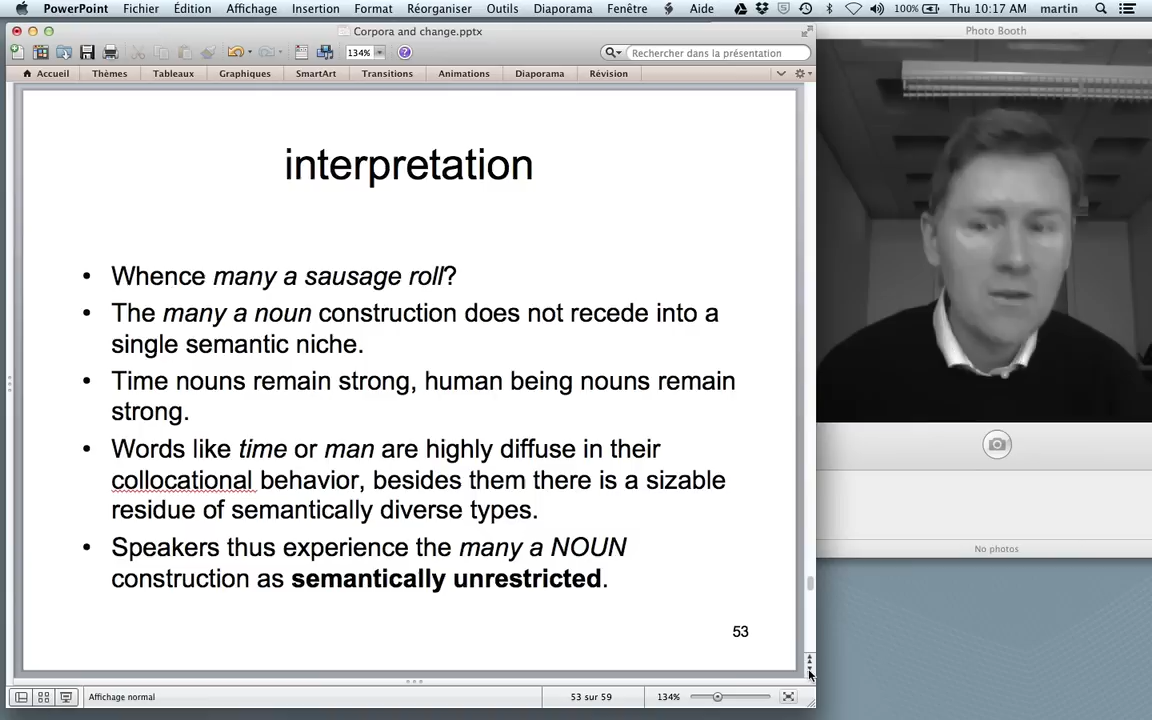 PowerPoint Fichier Édition Affichage Insertion Format Réorganiser Outils Diaporama Fenêtre Aide 100% Thu 10:17 AM martin
Corpora and change.pptx
Photo Booth
134% Rechercher dans la présentation
Accueil Thèmes Tableaux Graphiques SmartArt Transitions Animations Diaporama Révision
interpretation
• Whence many a sausage roll?
• The many a noun construction does not recede into a
single semantic niche.
• Time nouns remain strong, human being nouns remain
strong.
• Words like time or man are highly diffuse in their
collocational behavior, besides them there is a sizable
residue of semantically diverse types.
• Speakers thus experience the many a NOUN
construction as semantically unrestricted.
53
No photos
Affichage normal 53 sur 59 134%